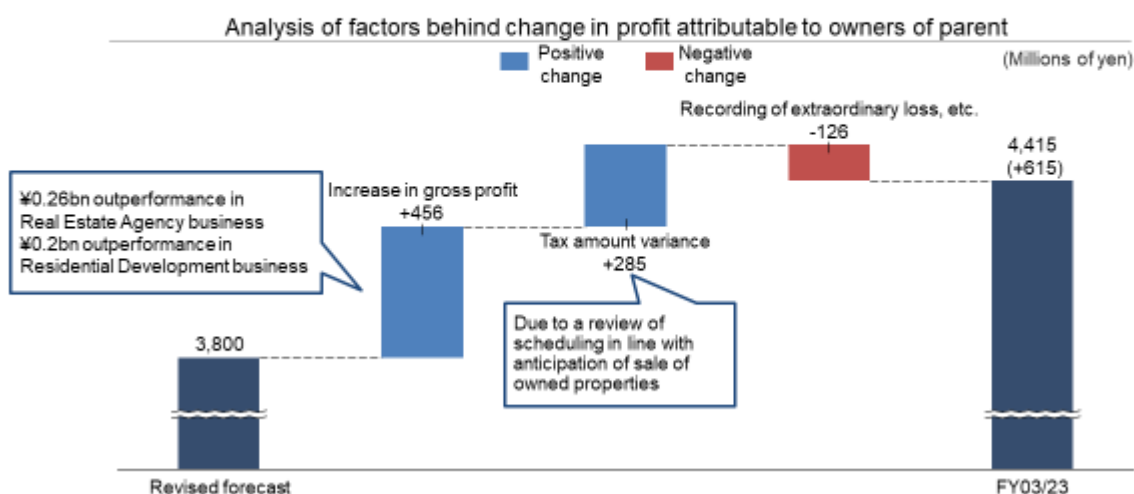 Analysis of factors behind change in profit attributable to owners of parent
Positive
change
Negative
change
(Millions of yen)
Recording of extraordinary loss, etc.
-126
4,415
(+615)
¥0.26bn outperformance in
Real Estate Agency business
¥0.2bn outperformance in
Residential Development business
Increase in gross profit
+456
Tax amount variance
+285
Due to a review of
scheduling in line with
anticipation of sale of
owned properties
3,800
Revised forecast
FY03/23